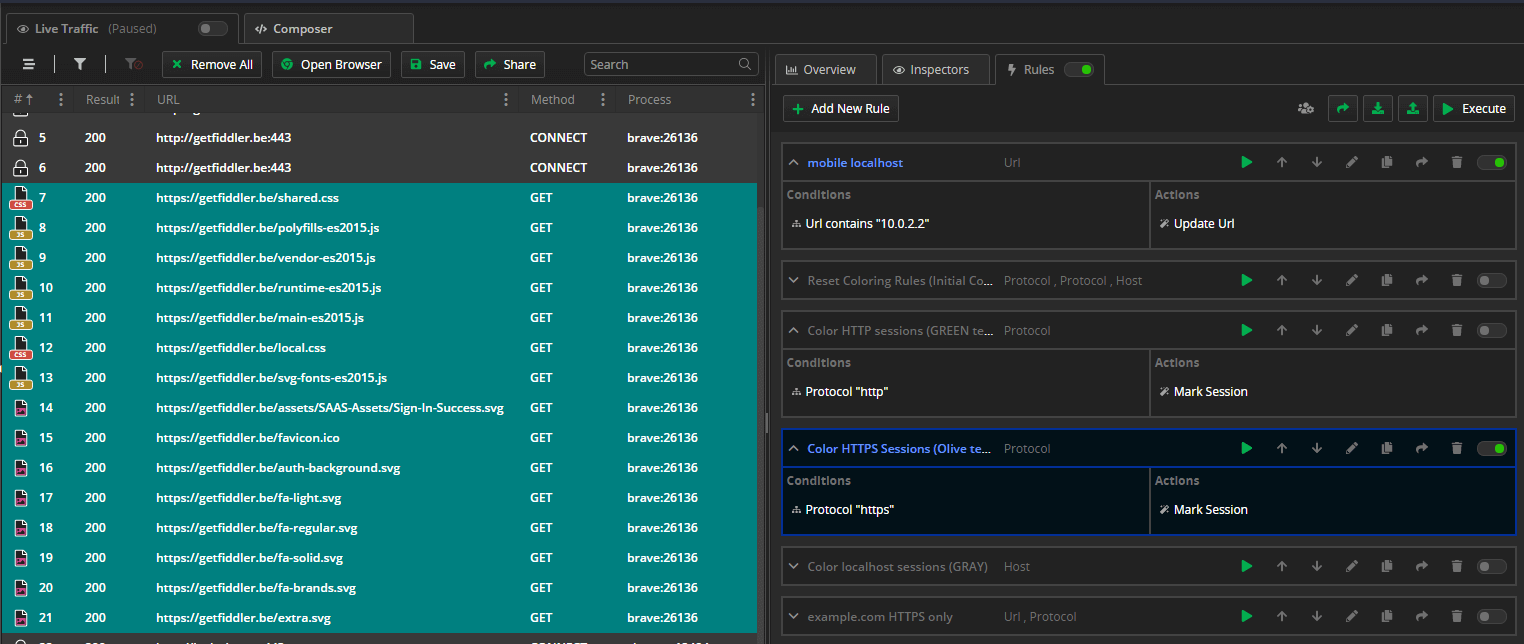 Live Traffic (Paused)
Composer
Remove All
Open Browser
Save
Share
Search
# Result URL Method Process
5 200 http://getfiddler.be:443 CONNECT brave:26136
6 200 http://getfiddler.be:443 CONNECT brave:26136
CSS 7 200 https://getfiddler.be/shared.css GET brave:26136
JS 8 200 https://getfiddler.be/polyfills-es2015.js GET brave:26136
JS 9 200 https://getfiddler.be/vendor-es2015.js GET brave:26136
JS 10 200 https://getfiddler.be/runtime-es2015.js GET brave:26136
JS 11 200 https://getfiddler.be/main-es2015.js GET brave:26136
CSS 12 200 https://getfiddler.be/local.css GET brave:26136
JS 13 200 https://getfiddler.be/svg-fonts-es2015.js GET brave:26136
14 200 https://getfiddler.be/assets/SAAS-Assets/Sign-In-Success.svg GET brave:26136
15 200 https://getfiddler.be/favicon.ico GET brave:26136
16 200 https://getfiddler.be/auth-background.svg GET brave:26136
17 200 https://getfiddler.be/fa-light.svg GET brave:26136
18 200 https://getfiddler.be/fa-regular.svg GET brave:26136
19 200 https://getfiddler.be/fa-solid.svg GET brave:26136
20 200 https://getfiddler.be/fa-brands.svg GET brave:26136
21 200 https://getfiddler.be/extra.svg GET brave:26136
Overview
Inspectors
Rules
Add New Rule
Execute
mobile localhost Url
Conditions Actions
Url contains "10.0.2.2" Update Url
Reset Coloring Rules (Initial Co... Protocol , Protocol , Host
Color HTTP sessions (GREEN te... Protocol
Conditions Actions
Protocol "http" Mark Session
Color HTTPS Sessions (Olive te... Protocol
Conditions Actions
Protocol "https" Mark Session
Color localhost sessions (GRAY) Host
example.com HTTPS only Url , Protocol